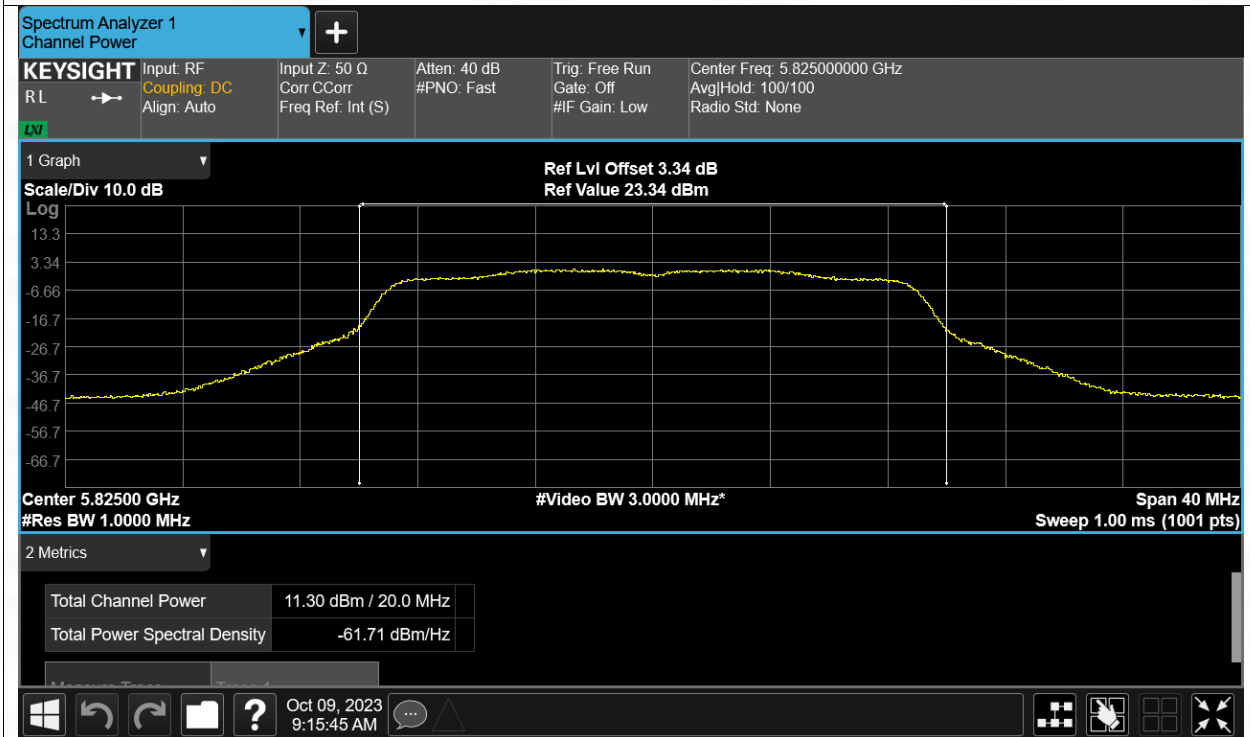 Spectrum Analyzer 1
Channel Power
KEYSIGHT
R L
LXI
Input: RF
Coupling: DC
Align: Auto
Input Z: 50 Ω
Corr CCorr
Freq Ref: Int (S)
Atten: 40 dB
#PNO: Fast
Trig: Free Run
Gate: Off
#IF Gain: Low
Center Freq: 5.825000000 GHz
Avg|Hold: 100/100
Radio Std: None
1 Graph
Scale/Div 10.0 dB
Ref Lvl Offset 3.34 dB
Ref Value 23.34 dBm
Log
13.3
3.34
-6.66
-16.7
-26.7
-36.7
-46.7
-56.7
-66.7
Center 5.82500 GHz
#Res BW 1.0000 MHz
#Video BW 3.0000 MHz*
Span 40 MHz
Sweep 1.00 ms (1001 pts)
2 Metrics
Total Channel Power 11.30 dBm / 20.0 MHz
Total Power Spectral Density -61.71 dBm/Hz
Oct 09, 2023
9:15:45 AM